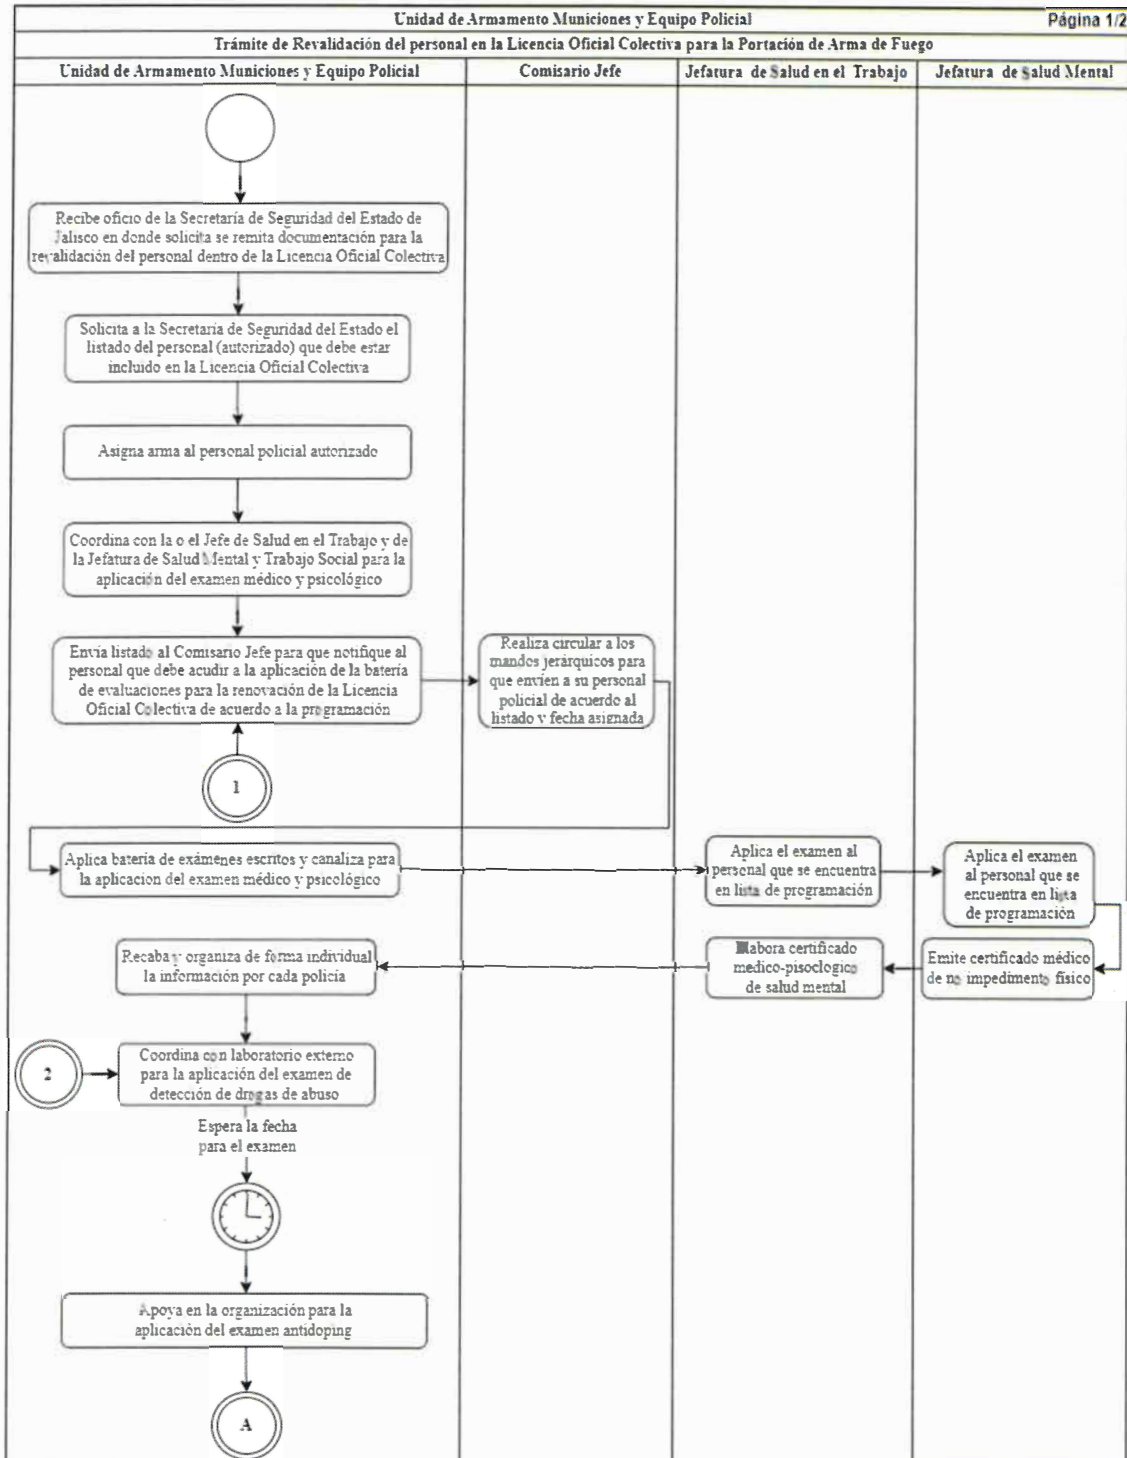 Unidad de Armamento Municiones y Equipo Policial
Página 1/2
Trámite de Revalidación del personal en la Licencia Oficial Colectiva para la Portación de Arma de Fuego
Unidad de Armamento Municiones y Equipo Policial
Comisario Jefe
Jefatura de Salud en el Trabajo
Jefatura de Salud Mental
Recibe oficio de la Secretaría de Seguridad del Estado de
Jalisco en donde solicita se remita documentación para la
revalidación del personal dentro de la Licencia Oficial Colectiva
Solicita a la Secretaría de Seguridad del Estado el
listado del personal (autorizado) que debe estar
incluido en la Licencia Oficial Colectiva
Asigna arma al personal policial autorizado
Coordina con la o el Jefe de Salud en el Trabajo y de
la Jefatura de Salud Mental y Trabajo Social para la
aplicación del examen médico y psicológico
Envía listado al Comisario Jefe para que notifique al
personal que debe acudir a la aplicación de la batería
de evaluaciones para la renovación de la Licencia
Oficial Colectiva de acuerdo a la programación
Realiza circular a los
mandos jerárquicos para
que envíen a su personal
policial de acuerdo al
listado y fecha asignada
1
Aplica batería de exámenes escritos y canaliza para
la aplicacion del examen médico y psicológico
Aplica el examen al
personal que se encuentra
en lista de programación
Aplica el examen
al personal que se
encuentra en lista
de programación
Recaba y organiza de forma individual
la información por cada policía
Elabora certificado
medico-pisoclogico
de salud mental
Emite certificado médico
de no impedimento físico
2
Coordina con laboratorio externo
para la aplicación del examen de
detección de drogas de abuso
Espera la fecha
para el examen
Apoya en la organización para la
aplicación del examen antidoping
A